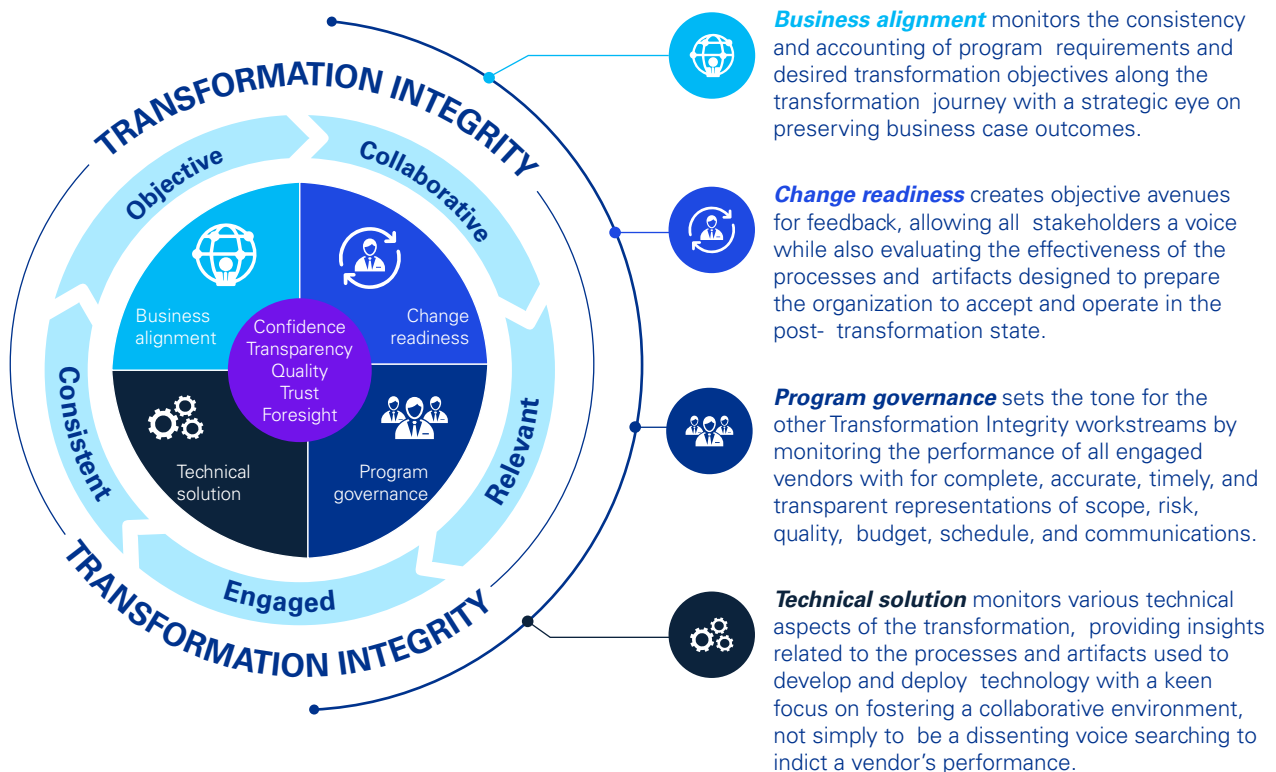 TRANSFORMATION INTEGRITY
Objective
Collaborative
Relevant
Engaged
Consistent
Business
alignment
Change
readiness
Confidence
Transparency
Quality
Trust
Foresight
Technical
solution
Program
governance
TRANSFORMATION INTEGRITY
Business alignment monitors the consistency
and accounting of program requirements and
desired transformation objectives along the
transformation journey with a strategic eye on
preserving business case outcomes.
Change readiness creates objective avenues
for feedback, allowing all stakeholders a voice
while also evaluating the effectiveness of the
processes and artifacts designed to prepare
the organization to accept and operate in the
post- transformation state.
Program governance sets the tone for the
other Transformation Integrity workstreams by
monitoring the performance of all engaged
vendors with for complete, accurate, timely, and
transparent representations of scope, risk,
quality, budget, schedule, and communications.
Technical solution monitors various technical
aspects of the transformation, providing insights
related to the processes and artifacts used to
develop and deploy technology with a keen
focus on fostering a collaborative environment,
not simply to be a dissenting voice searching to
indict a vendor’s performance.